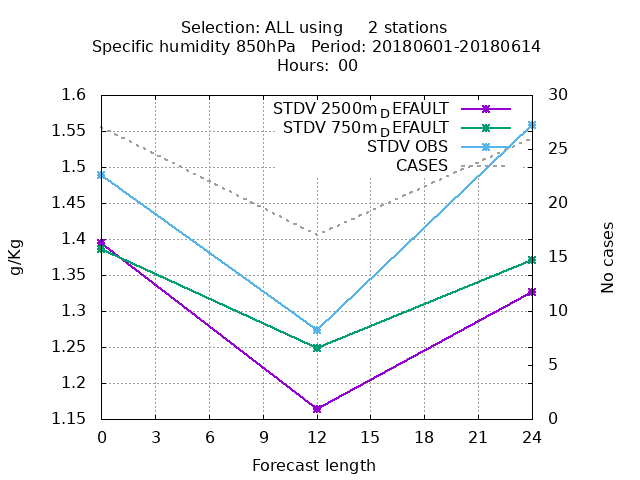 Selection: ALL using     2 stations
Specific humidity 850hPa   Period: 20180601-20180614
Hours: 00
1.6
1.55
1.5
1.45
1.4
1.35
1.3
1.25
1.2
1.15
g/Kg
STDV 2500m_DEFAULT
STDV 750m_DEFAULT
STDV OBS
CASES
30
25
20
15
10
5
0
No cases
0 3 6 9 12 15 18 21 24
Forecast length